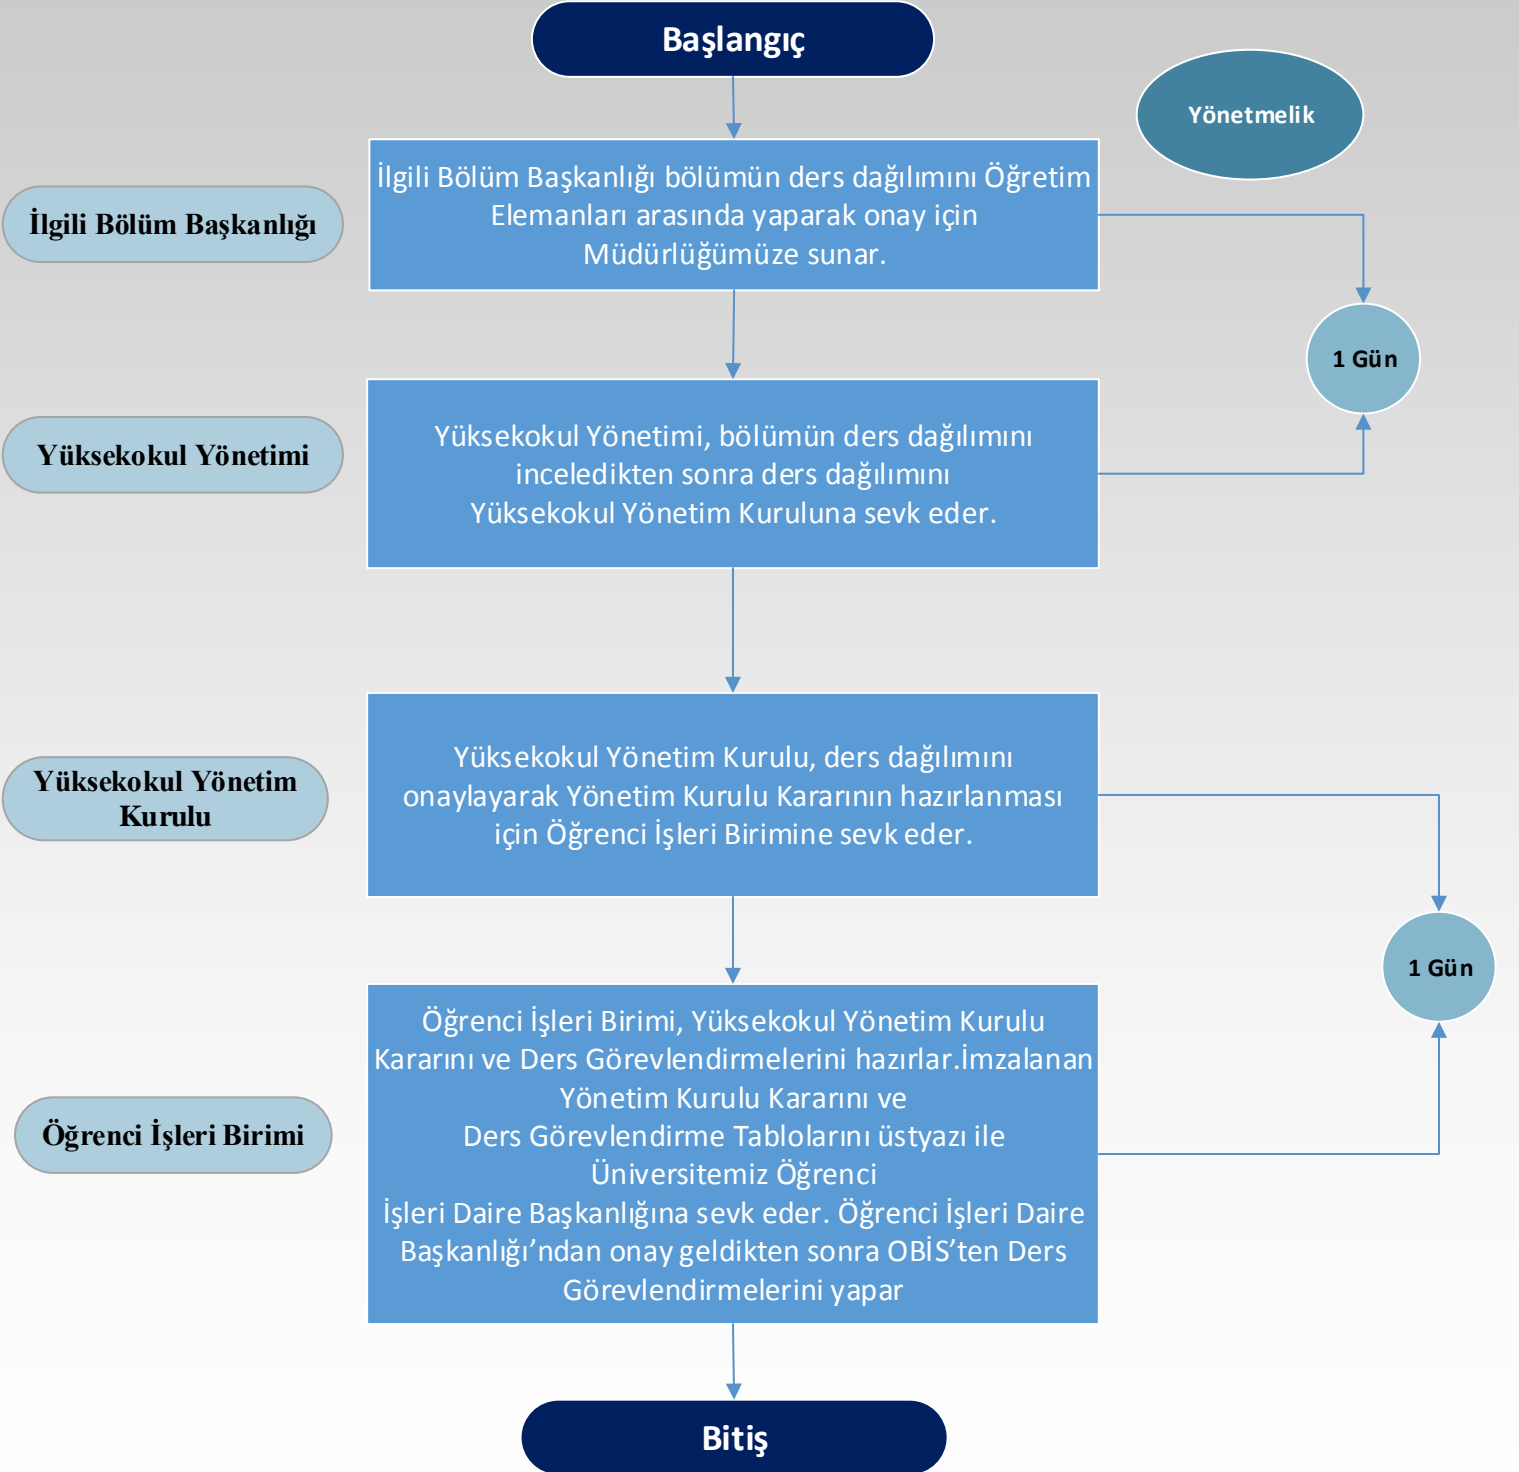 Başlangıç
Yönetmelik
İlgili Bölüm Başkanlığı
İlgili Bölüm Başkanlığı bölümün ders dağılımını Öğretim
Elemanları arasında yaparak onay için
Müdürlüğümüze sunar.
1 Gün
Yüksekokul Yönetimi
Yüksekokul Yönetimi, bölümün ders dağılımını
inceledikten sonra ders dağılımını
Yüksekokul Yönetim Kuruluna sevk eder.
Yüksekokul Yönetim
Kurulu
Yüksekokul Yönetim Kurulu, ders dağılımını
onaylayarak Yönetim Kurulu Kararının hazırlanması
için Öğrenci İşleri Birimine sevk eder.
1 Gün
Öğrenci İşleri Birimi
Öğrenci İşleri Birimi, Yüksekokul Yönetim Kurulu
Kararını ve Ders Görevlendirmelerini hazırlar.İmzalanan
Yönetim Kurulu Kararını ve
Ders Görevlendirme Tablolarını üstyazı ile
Üniversitemiz Öğrenci
İşleri Daire Başkanlığına sevk eder. Öğrenci İşleri Daire
Başkanlığı’ndan onay geldikten sonra OBİS’ten Ders
Görevlendirmelerini yapar
Bitiş